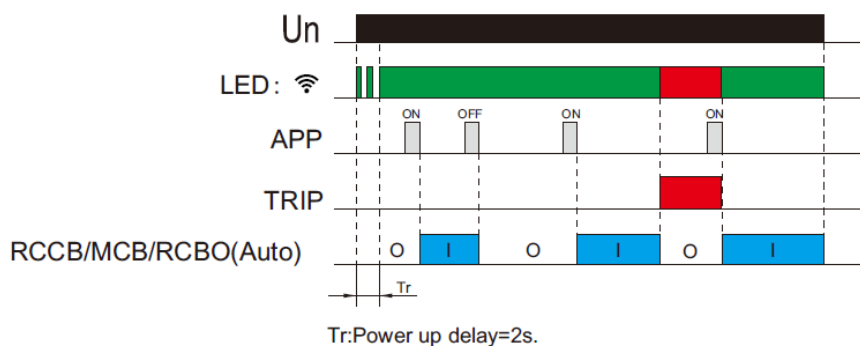 Un
LED:
ON OFF ON ON
APP
TRIP
RCCB/MCB/RCBO(Auto) O I O I O I
Tr
Tr:Power up delay=2s.